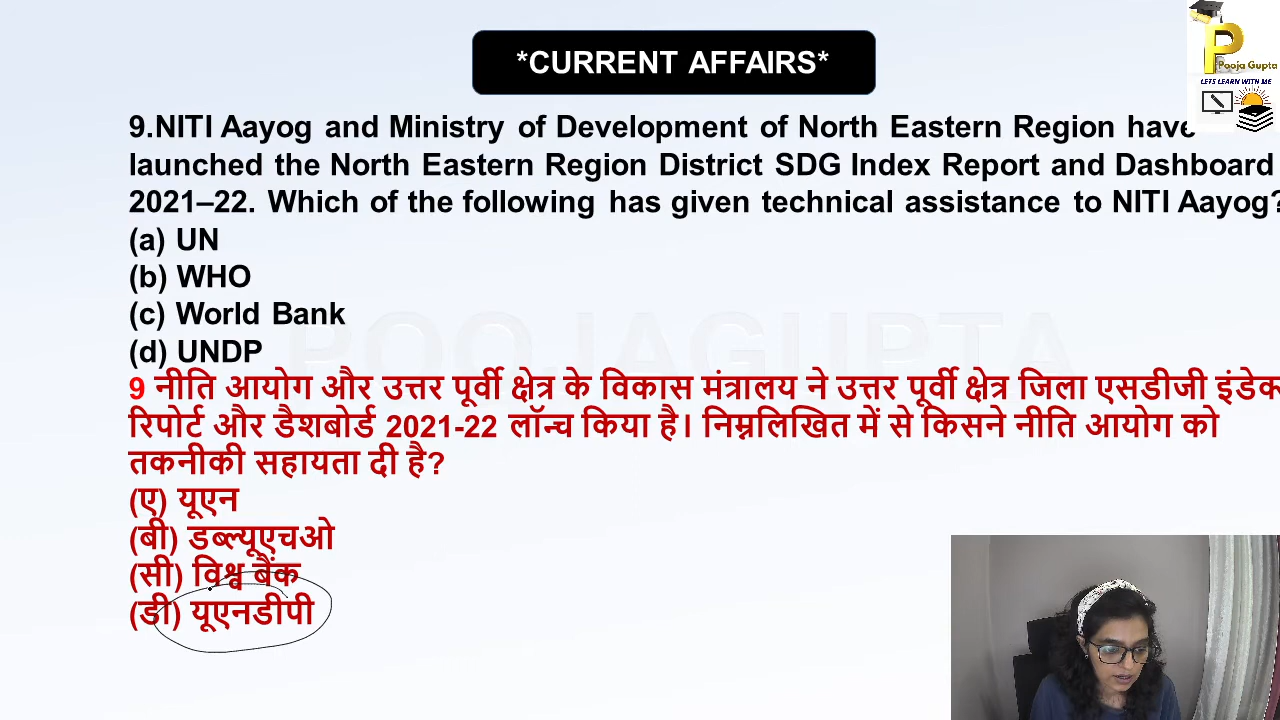 *CURRENT AFFAIRS*
P
Pooja Gupta
LETS LEARN WITH ME
9.NITI Aayog and Ministry of Development of North Eastern Region have
launched the North Eastern Region District SDG Index Report and Dashboard
2021–22. Which of the following has given technical assistance to NITI Aayog?
(a) UN
(b) WHO
(c) World Bank
(d) UNDP
POOJAGUPTA
9 नीति आयोग और उत्तर पूर्वी क्षेत्र के विकास मंत्रालय ने उत्तर पूर्वी क्षेत्र जिला एसडीजी
रिपोर्ट और डैशबोर्ड 2021-22 लॉन्च किया है। निम्नलिखित में से किसने नीति आयोग को
तकनीकी सहायता दी है?
(ए) यूएन
(बी) डब्ल्यूएचओ
(सी) विश्व बैंक
(डी) यूएनडीपी